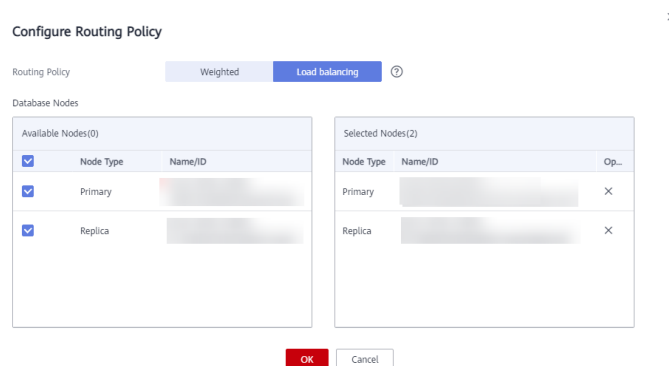 Configure Routing Policy
Routing Policy Weighted Load balancing ?
Database Nodes
Available Nodes(0)
Node Type Name/ID
Primary
Replica
Selected Nodes(2)
Node Type Name/ID Op...
Primary
Replica
OK Cancel